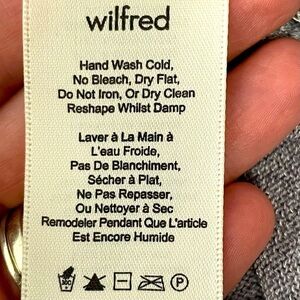 wilfred
Hand Wash Cold,
No Bleach, Dry Flat,
Do Not Iron, Or Dry Clean
Reshape Whilst Damp
Laver à La Main à
L'eau Froide,
Pas De Blanchiment,
Sécher à Plat,
Ne Pas Repasser,
Ou Nettoyer à Sec
Remodeler Pendant Que L'article
Est Encore Humide
P